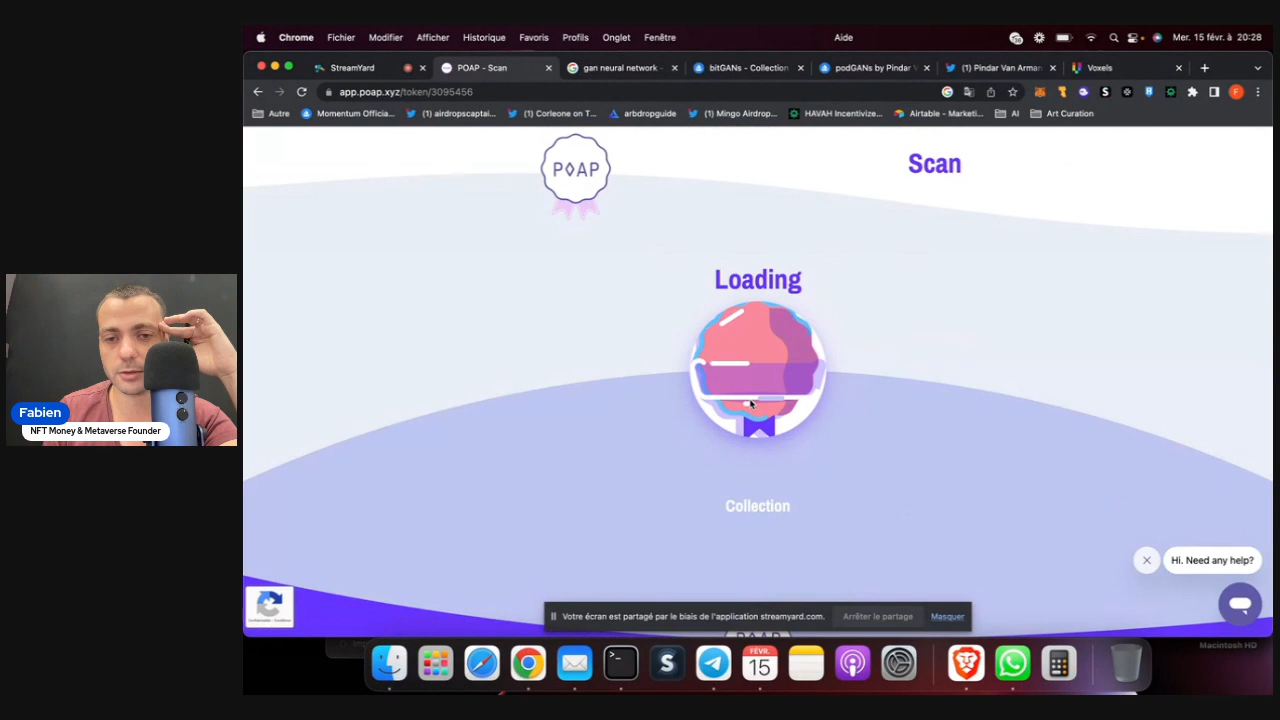 Chrome Fichier Modifier Afficher Historique Favoris Profils Onglet Fenêtre Aide Mer. 15 févr. à 20:28
StreamYard POAP - Scan gan neural network - bitGANs - Collection podGANs by Pindar V (1) Pindar Van Arman Voxels
app.poap.xyz/token/3095456
Autre Momentum Officia... (1) airdropscaptai... (1) Corleone on T... arbdropguide (1) Mingo Airdrop... HAVAH Incentivize... Airtable - Marketi... AI Art Curation
POAP
Scan
Loading
Fabien
NFT Money & Metaverse Founder
Collection
Hi. Need any help?
Votre écran est partagé par le biais de l'application streamyard.com. Arrêter le partage Masquer
Macintosh HD
FÉVR.
15